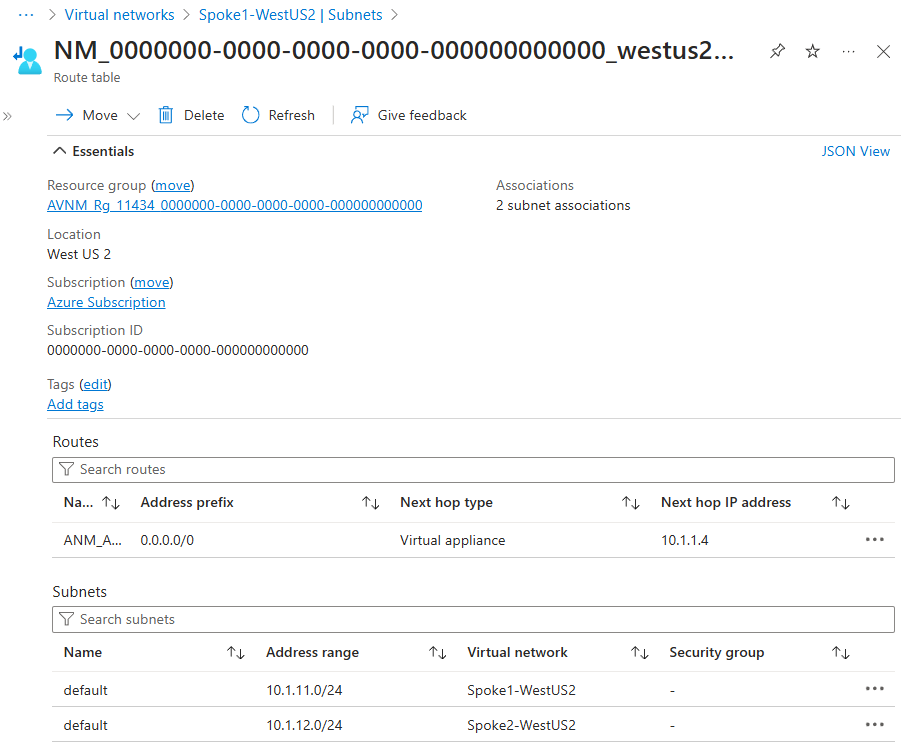 ··· > Virtual networks > Spoke1-WestUS2 | Subnets >
NM_0000000-0000-0000-0000-000000000000_westus2...
Route table
Move Delete Refresh Give feedback
Essentials JSON View
Resource group (move) Associations
AVNM_Rg_11434_0000000-0000-0000-0000-000000000000 2 subnet associations
Location
West US 2
Subscription (move)
Azure Subscription
Subscription ID
0000000-0000-0000-0000-000000000000
Tags (edit)
Add tags
Routes
Search routes
Na... Address prefix Next hop type Next hop IP address
ANM_A... 0.0.0.0/0 Virtual appliance 10.1.1.4
Subnets
Search subnets
Name Address range Virtual network Security group
default 10.1.11.0/24 Spoke1-WestUS2 -
default 10.1.12.0/24 Spoke2-WestUS2 -